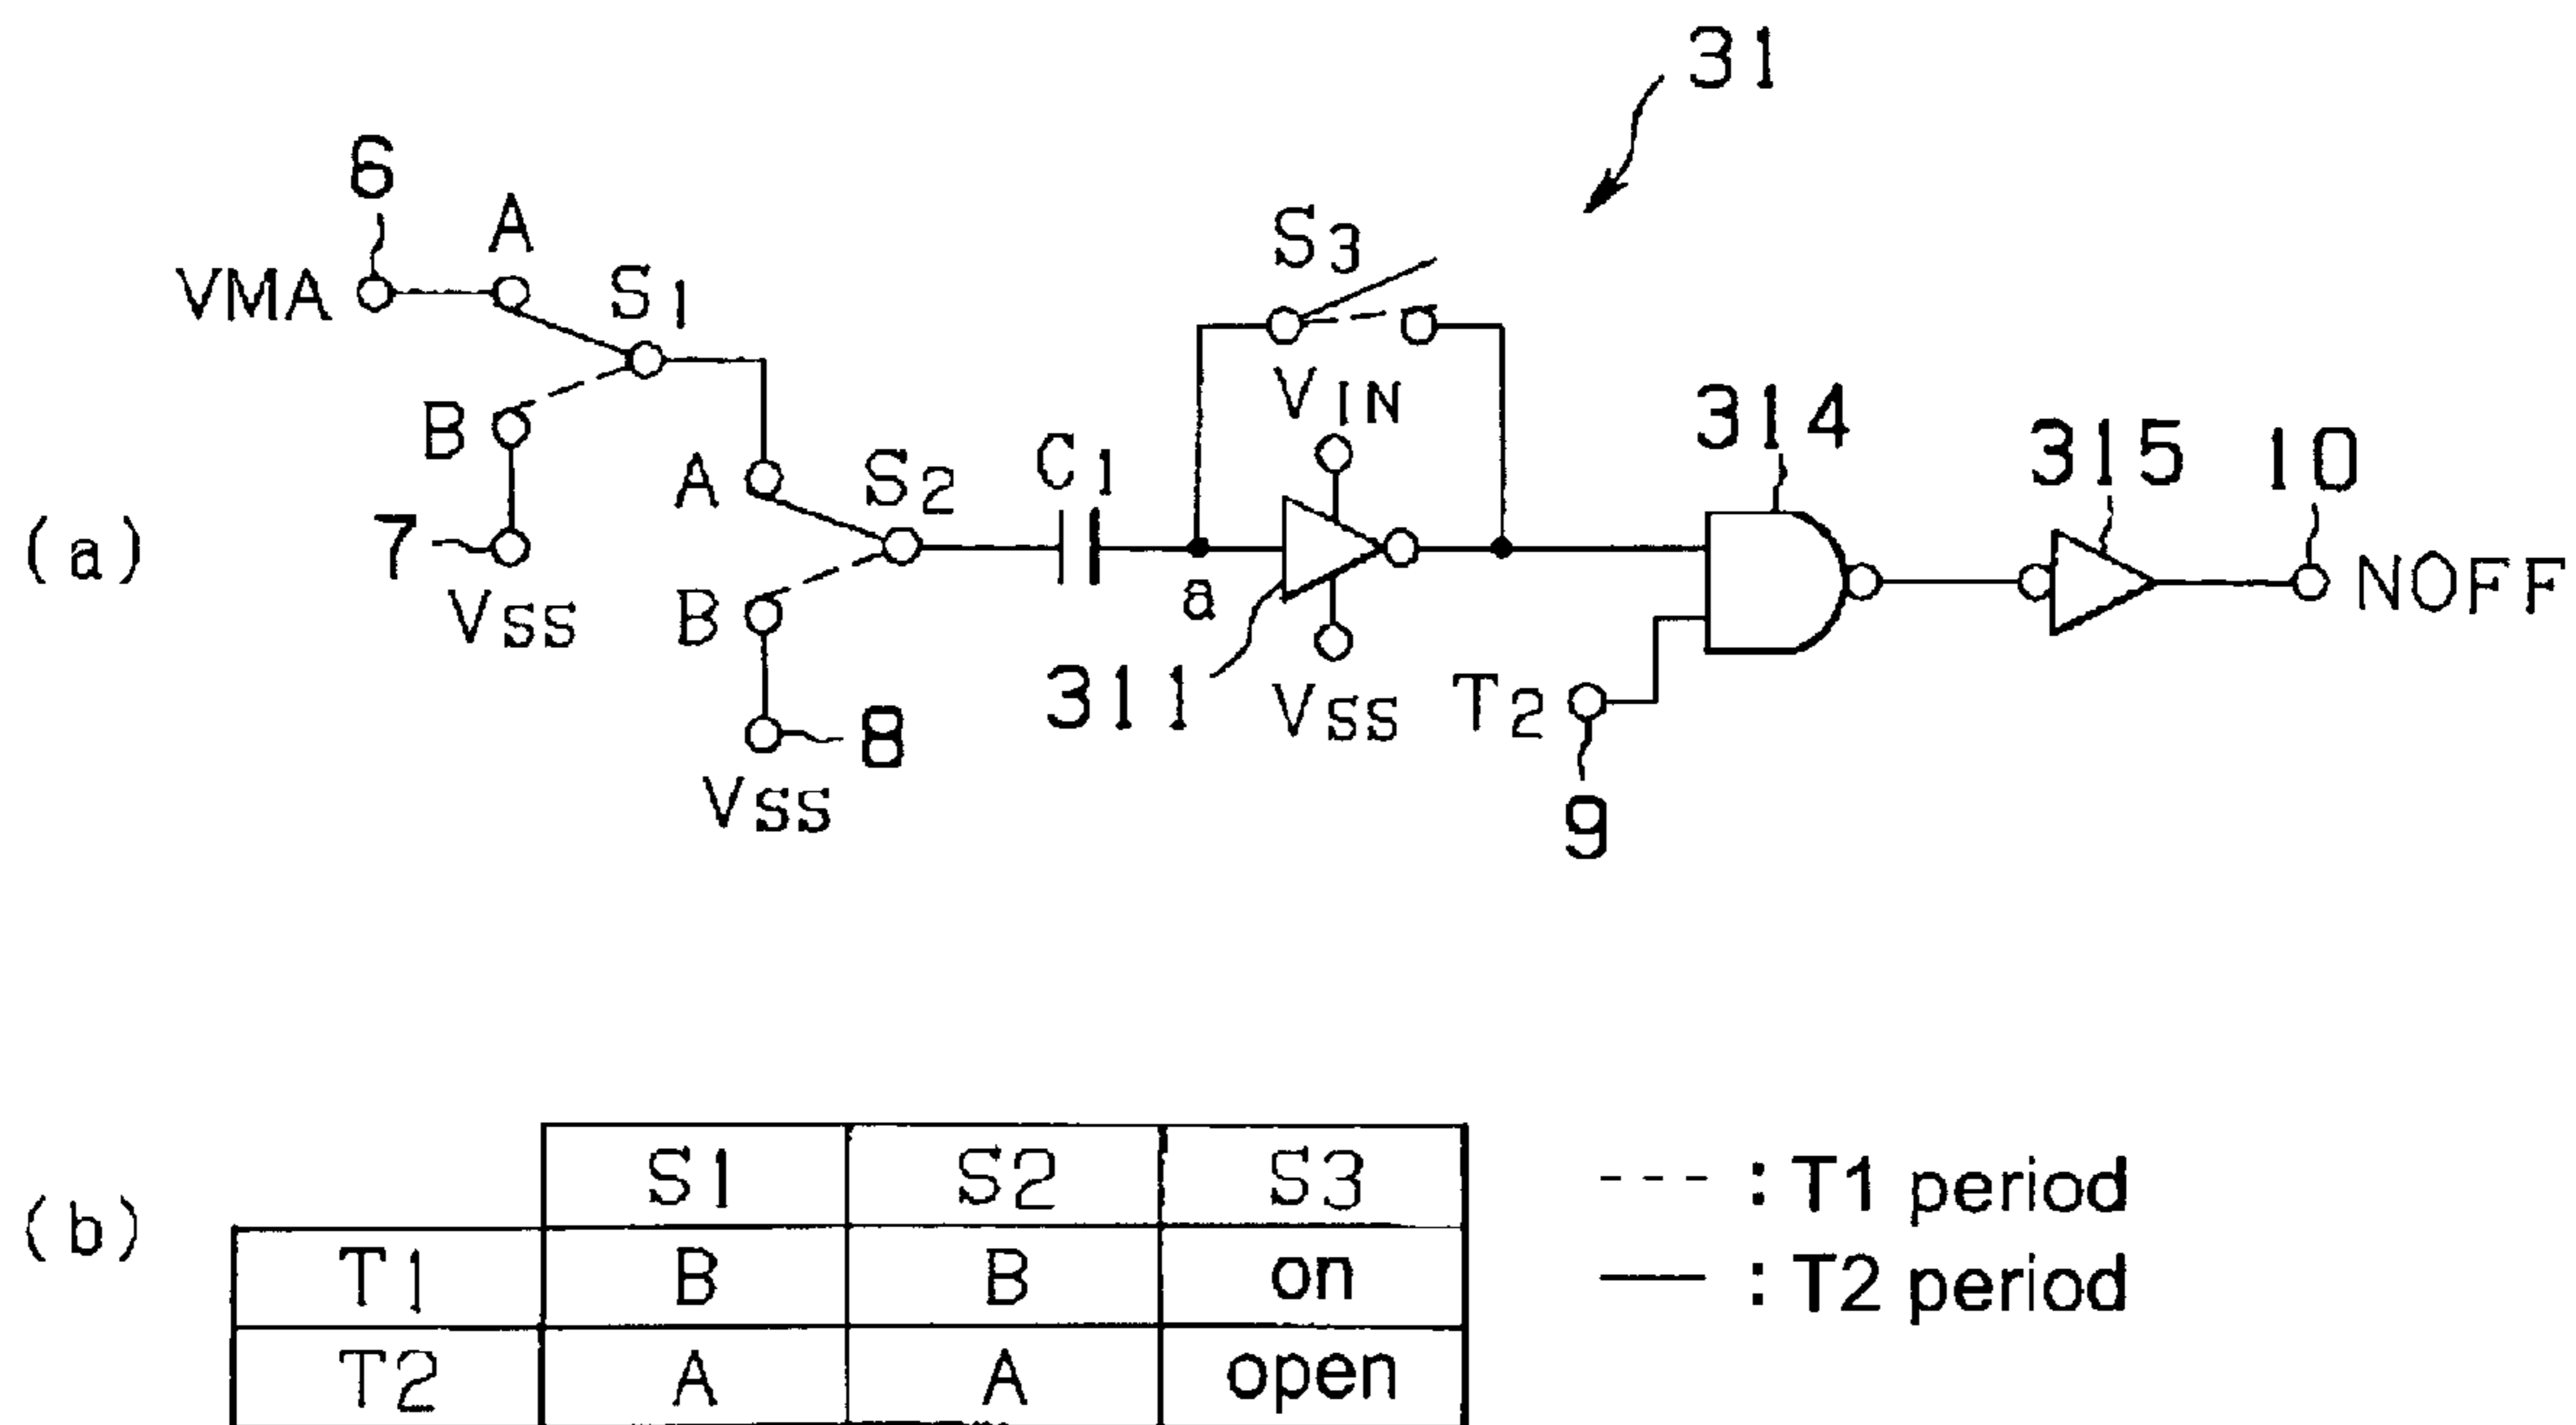 31
6
A
S1
VMA
B
7
VSS
A
S2
B
8
VSS
C1
a
S3
VIN
311
VSS
314
T2
9
315
10
NOFF
(a)
(b)
S1 S2 S3
T1 B B on
T2 A A open
--- : T1 period
— : T2 period